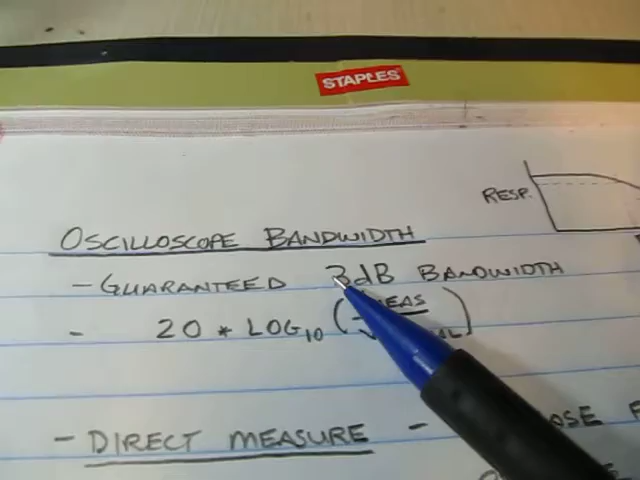 STAPLES
RESP.
OSCILLOSCOPE BANDWIDTH
- GUARANTEED 3dB BANDWIDTH
- 20 * LOG10 (
- DIRECT MEASURE -